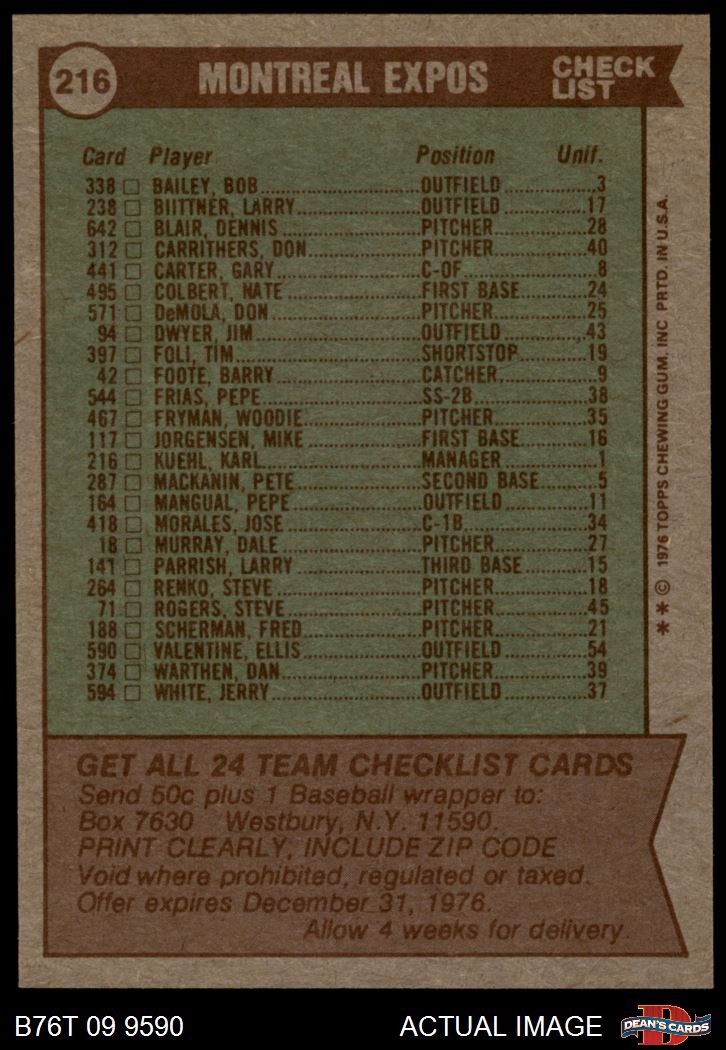 216 MONTREAL EXPOS CHECK LIST
Card Player Position Unif.
338 □ BAILEY, BOB OUTFIELD 3
238 □ BIITTNER, LARRY OUTFIELD 17
642 □ BLAIR, DENNIS PITCHER 28
312 □ CARRITHERS, DON PITCHER 40
441 □ CARTER, GARY C-OF 8
495 □ COLBERT, NATE FIRST BASE 24
571 □ DeMOLA, DON PITCHER 25
94 □ DWYER, JIM OUTFIELD 43
397 □ FOLI, TIM SHORTSTOP 19
42 □ FOOTE, BARRY CATCHER 9
544 □ FRIAS, PEPE SS-2B 38
467 □ FRYMAN, WOODIE PITCHER 35
117 □ JORGENSEN, MIKE FIRST BASE 16
216 □ KUEHL, KARL MANAGER 1
287 □ MACKANIN, PETE SECOND BASE 5
164 □ MANGUAL, PEPE OUTFIELD 11
418 □ MORALES, JOSE C-1B 34
18 □ MURRAY, DALE PITCHER 27
141 □ PARRISH, LARRY THIRD BASE 15
264 □ RENKO, STEVE PITCHER 18
71 □ ROGERS, STEVE PITCHER 45
188 □ SCHERMAN, FRED PITCHER 21
590 □ VALENTINE, ELLIS OUTFIELD 54
374 □ WARTHEN, DAN PITCHER 39
594 □ WHITE, JERRY OUTFIELD 37
* * © 1976 TOPPS CHEWING GUM, INC PRTD. IN U.S.A.
GET ALL 24 TEAM CHECKLIST CARDS
Send 50c plus 1 Baseball wrapper to:
Box 7630 Westbury, N.Y. 11590.
PRINT CLEARLY, INCLUDE ZIP CODE
Void where prohibited, regulated or taxed.
Offer expires December 31, 1976.
Allow 4 weeks for delivery.
B76T 09 9590 ACTUAL IMAGE DEAN'S CARDS